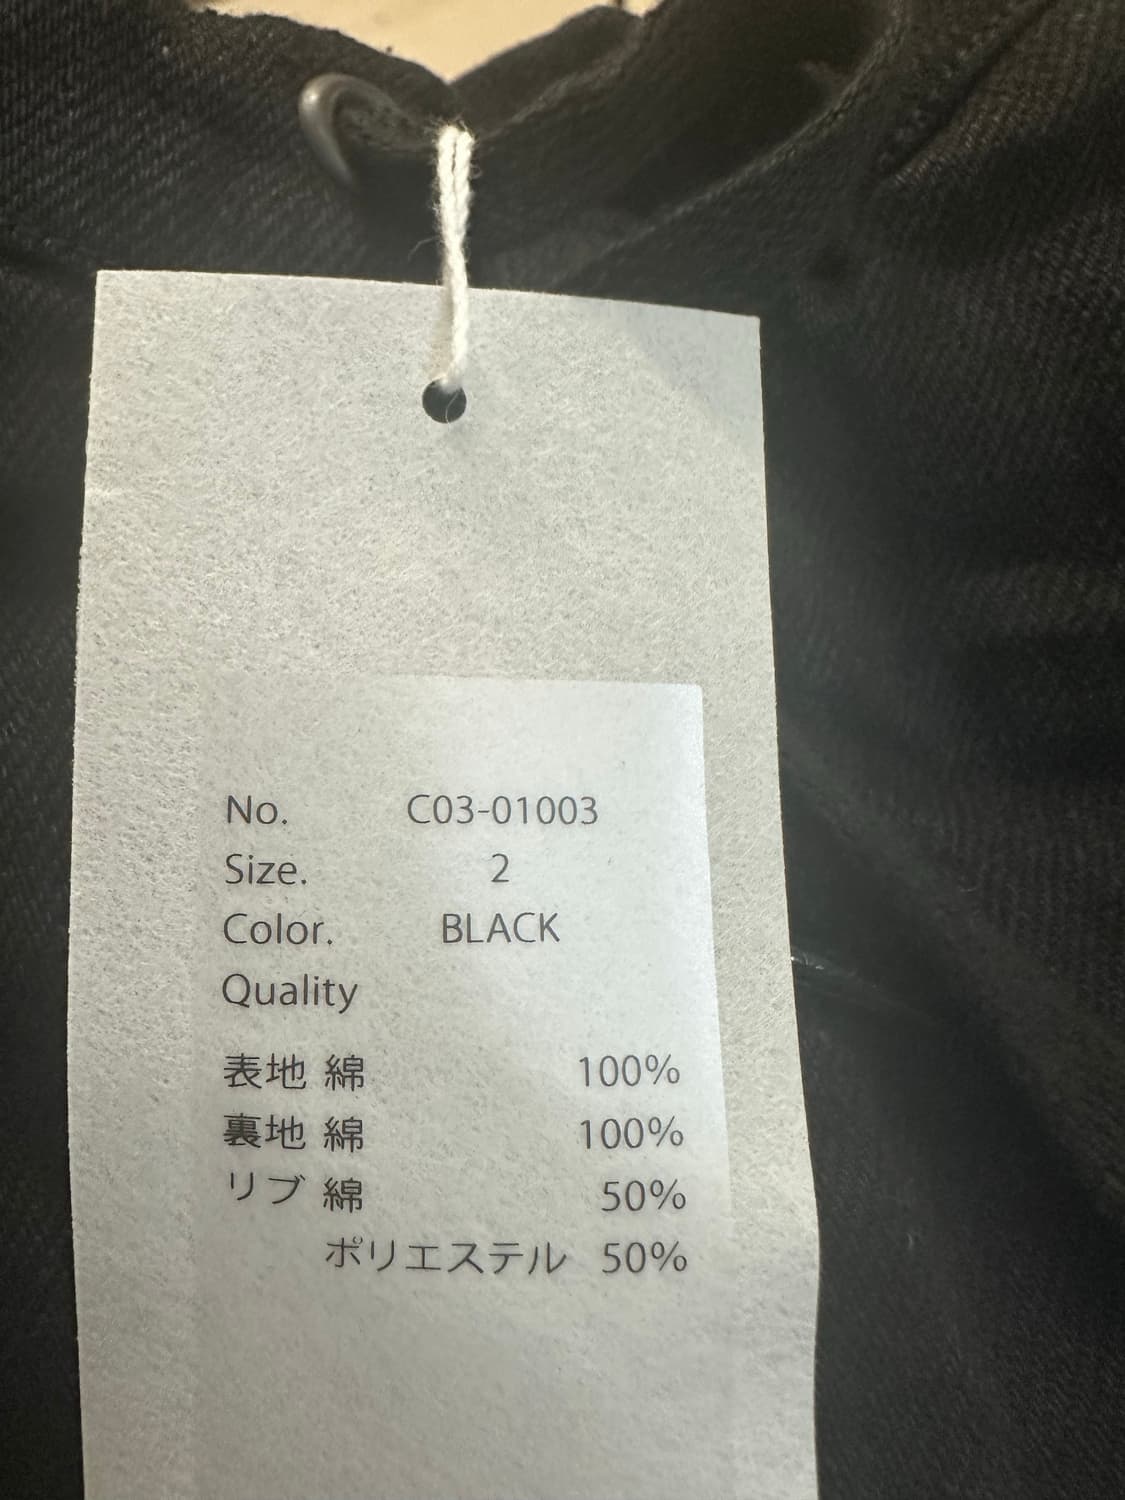 No. C03-01003
Size. 2
Color. BLACK
Quality
表地 綿 100%
裏地 綿 100%
リブ 綿 50%
ポリエステル 50%